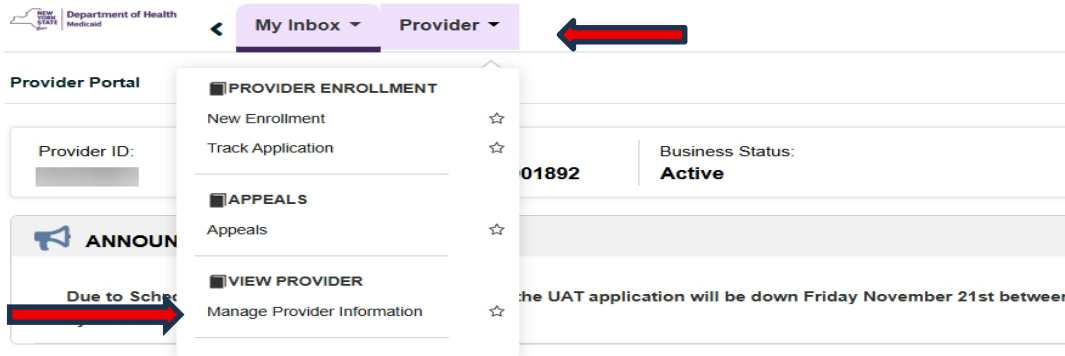 NEW YORK STATE Department of Health
Medicaid
My Inbox
Provider
Provider Portal
PROVIDER ENROLLMENT
New Enrollment
Track Application
APPEALS
Appeals
VIEW PROVIDER
Manage Provider Information
Provider ID:
01892
Business Status:
Active
ANNOUN
Due to Sched the UAT application will be down Friday November 21st between